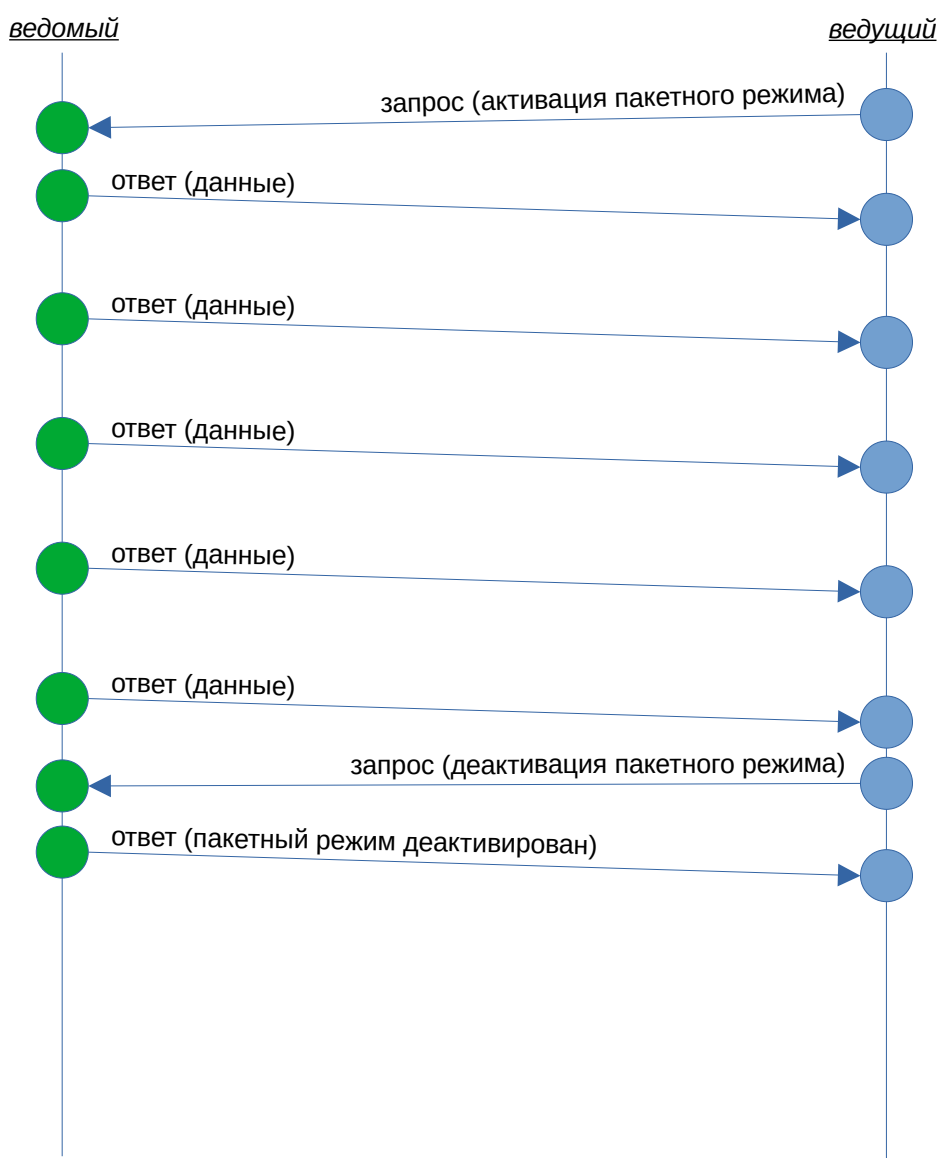 ведомый
ведущий
запрос (активация пакетного режима)
ответ (данные)
ответ (данные)
ответ (данные)
ответ (данные)
ответ (данные)
запрос (деактивация пакетного режима)
ответ (пакетный режим деактивирован)